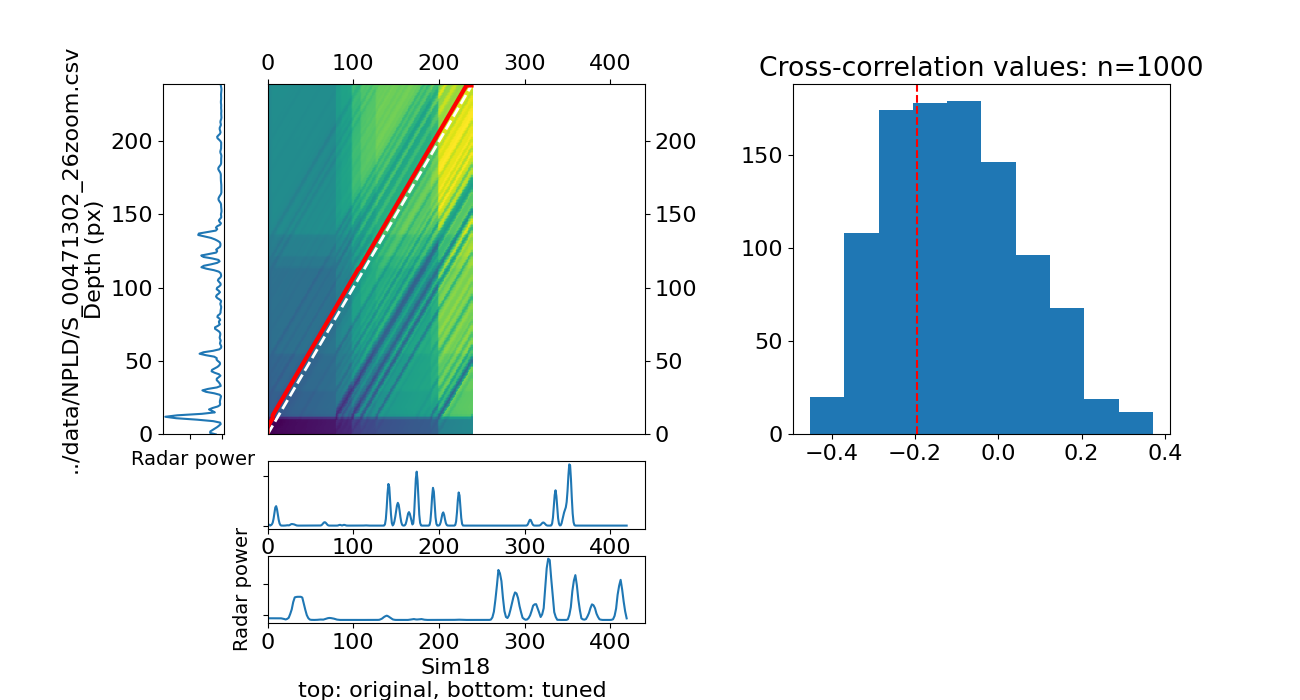 Cross-correlation values: n=1000
0 100 200 300 400
../data/NPLD/S_00471302_26zoom.csv
Depth (px)
200
150
100
50
0
200
150
100
50
0
150
100
50
0
−0.4 −0.2 0.0 0.2 0.4
Radar power
0 100 200 300 400
Radar power
0 100 200 300 400
Sim18
top: original, bottom: tuned